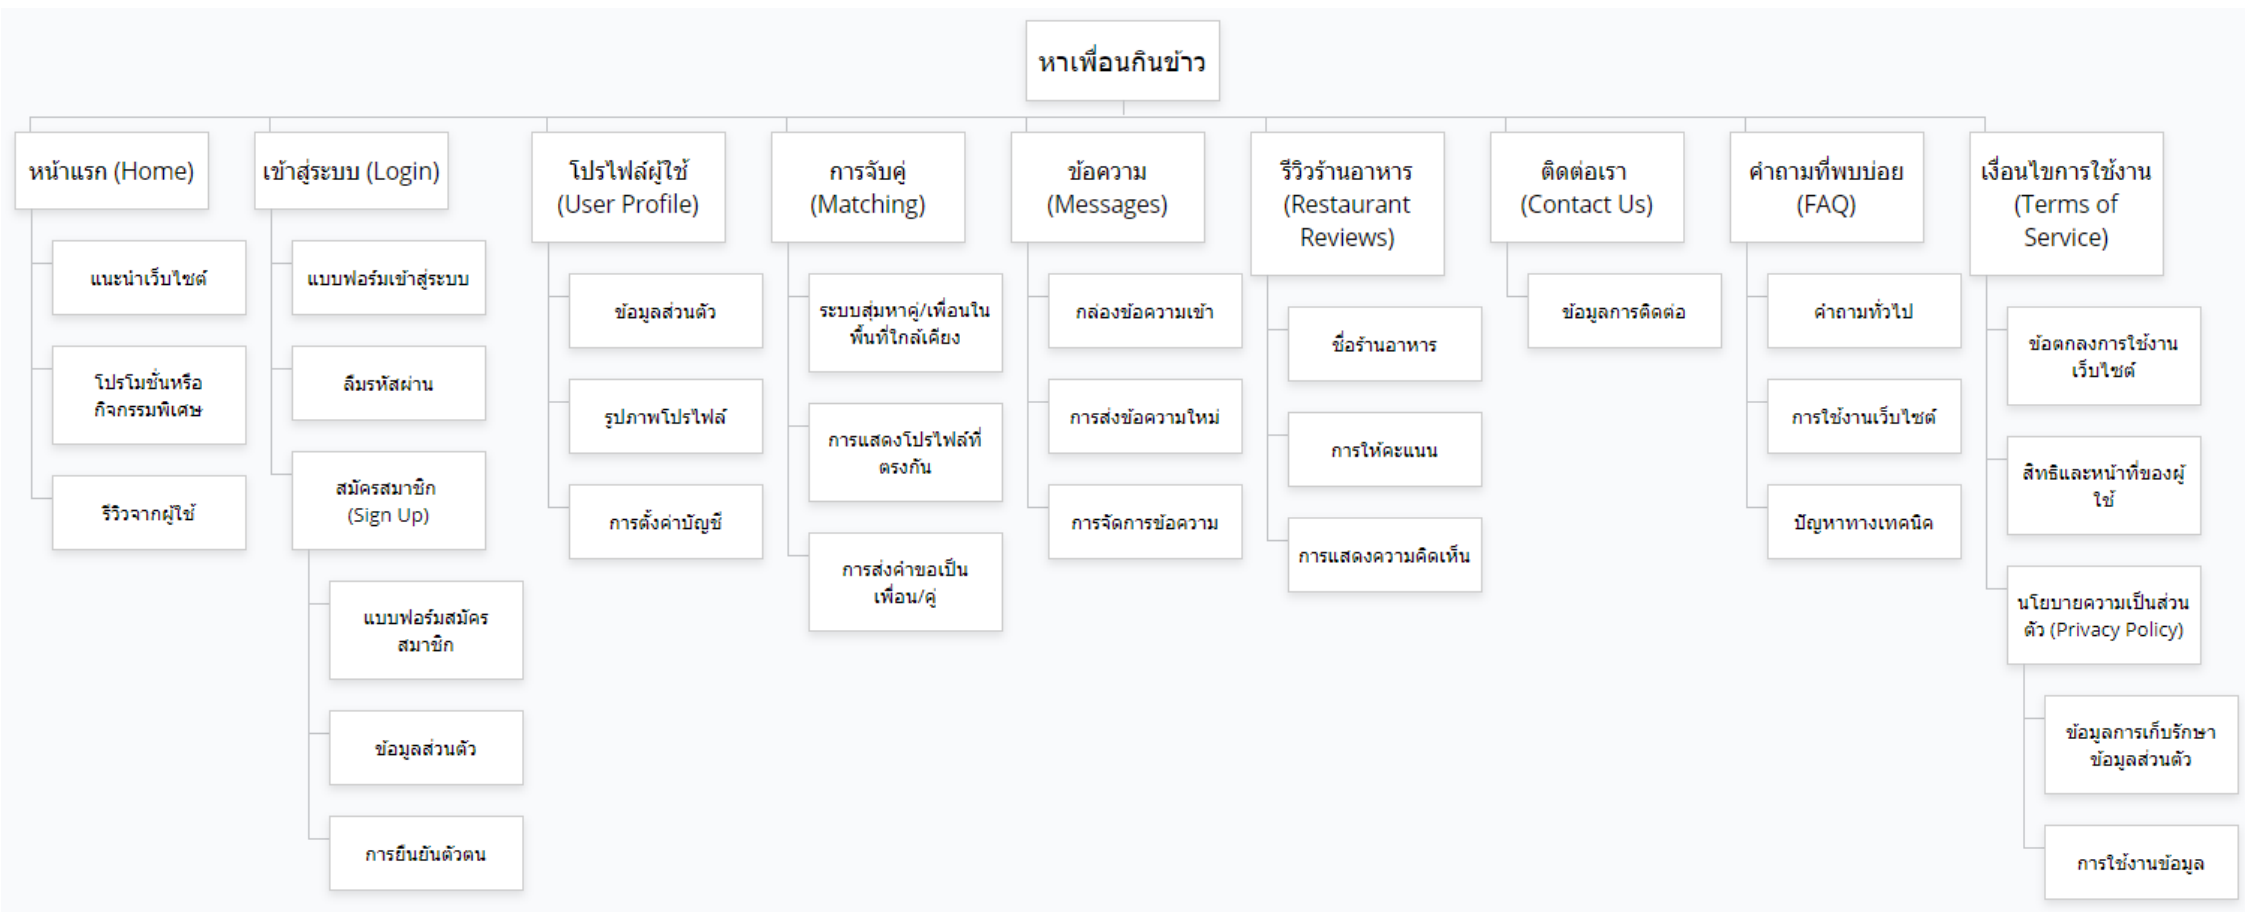 หาเพื่อนกินข้าว
หน้าแรก (Home)
แนะนำเว็บไซต์
โปรโมชั่นหรือ
กิจกรรมพิเศษ
รีวิวจากผู้ใช้
เข้าสู่ระบบ (Login)
แบบฟอร์มเข้าสู่ระบบ
ลืมรหัสผ่าน
สมัครสมาชิก
(Sign Up)
แบบฟอร์มสมัคร
สมาชิก
ข้อมูลส่วนตัว
การยืนยันตัวตน
โปรไฟล์ผู้ใช้
(User Profile)
ข้อมูลส่วนตัว
รูปภาพโปรไฟล์
การตั้งค่าบัญชี
การจับคู่
(Matching)
ระบบสุ่มหาคู่/เพื่อนใน
พื้นที่ใกล้เคียง
การแสดงโปรไฟล์ที่
ตรงกัน
การส่งคำขอเป็น
เพื่อน/คู่
ข้อความ
(Messages)
กล่องข้อความเข้า
การส่งข้อความใหม่
การจัดการข้อความ
รีวิวร้านอาหาร
(Restaurant
Reviews)
ชื่อร้านอาหาร
การให้คะแนน
การแสดงความคิดเห็น
ติดต่อเรา
(Contact Us)
ข้อมูลการติดต่อ
คำถามที่พบบ่อย
(FAQ)
คำถามทั่วไป
การใช้งานเว็บไซต์
ปัญหาทางเทคนิค
เงื่อนไขการใช้งาน
(Terms of
Service)
ข้อตกลงการใช้งาน
เว็บไซต์
สิทธิและหน้าที่ของผู้
ใช้
นโยบายความเป็นส่วน
ตัว (Privacy Policy)
ข้อมูลการเก็บรักษา
ข้อมูลส่วนตัว
การใช้งานข้อมูล